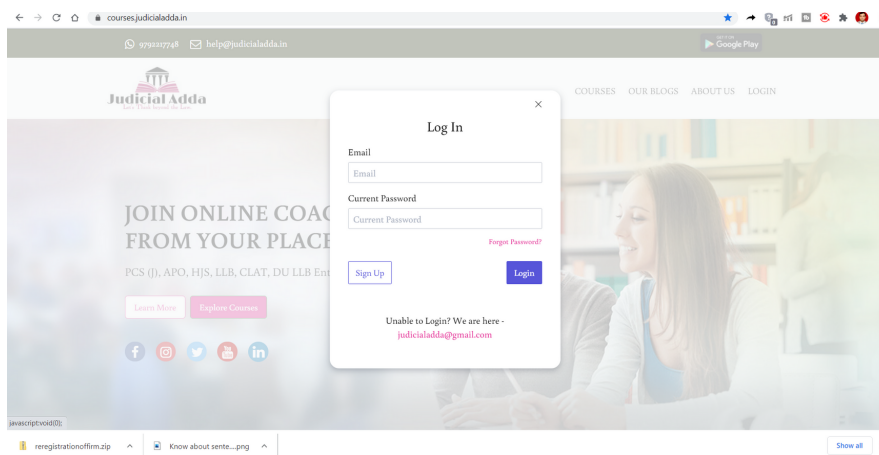 courses.judicialadda.in
9792217748 help@judicialadda.in
GET IT ON
Google Play
Judicial Adda
COURSES OUR BLOGS ABOUT US LOGIN
Log In
Email
Email
Current Password
Current Password
Forgot Password?
Sign Up Login
Unable to Login? We are here -
judicialadda@gmail.com
JOIN ONLINE COAC
FROM YOUR PLACE
PCS (J), APO, HJS, LLB, CLAT, DU LLB Ent
Learn More Explore Courses
javascript:void(0);
reregistrationoffirm.zip Know about sente....png Show all